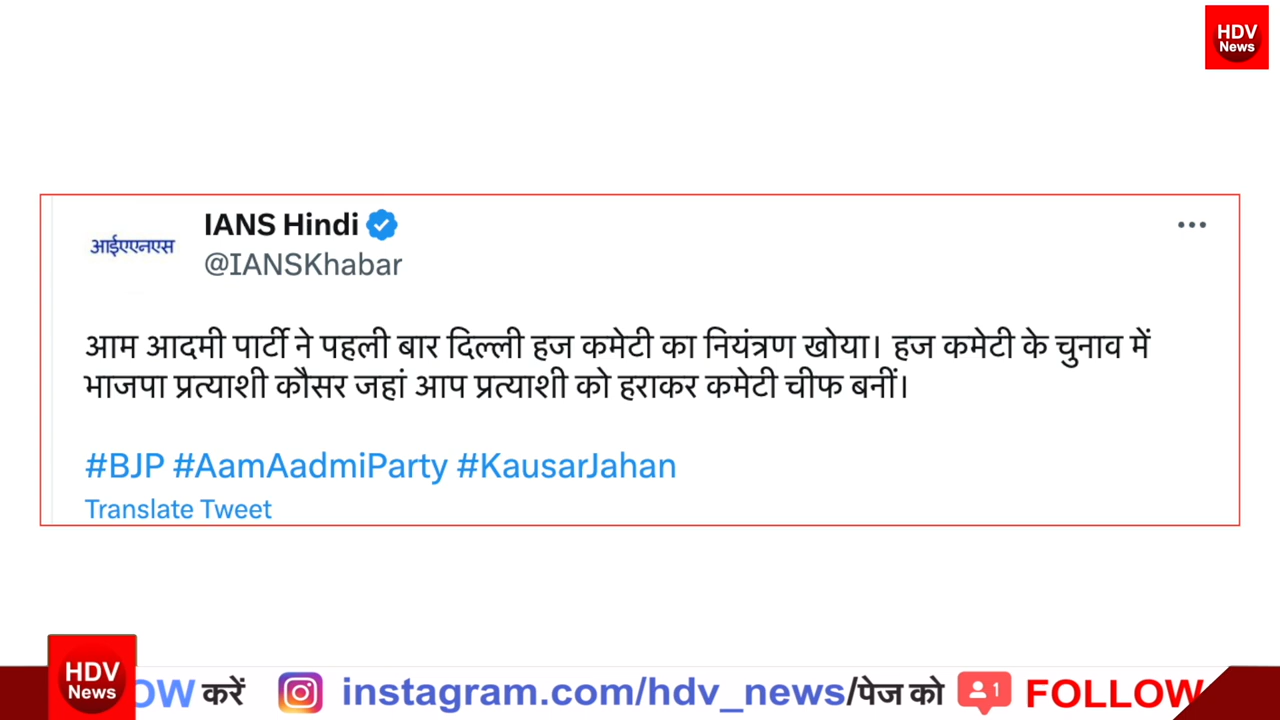 HDV
News
IANS Hindi
आईएएनएस
@IANSKhabar
आम आदमी पार्टी ने पहली बार दिल्ली हज कमेटी का नियंत्रण खोया। हज कमेटी के चुनाव में
भाजपा प्रत्याशी कौसर जहां आप प्रत्याशी को हराकर कमेटी चीफ बनीं।
#BJP #AamAadmiParty #KausarJahan
Translate Tweet
HDV
News
OW करें instagram.com/hdv_news/पेज को 1 FOLLOW